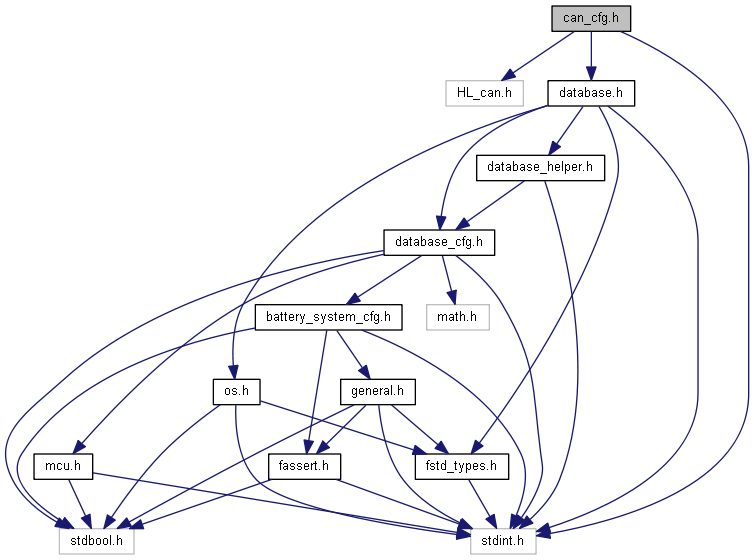 can_cfg.h
HL_can.h
database.h
database_helper.h
database_cfg.h
battery_system_cfg.h
math.h
os.h
general.h
mcu.h
fassert.h
fstd_types.h
stdbool.h
stdint.h